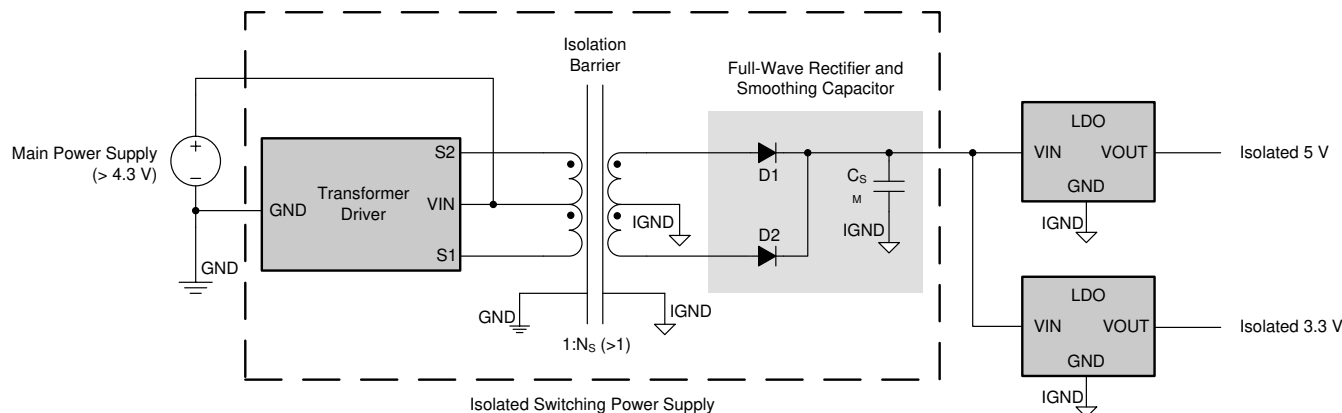 Isolation
Barrier
Full-Wave Rectifier and
Smoothing Capacitor
Main Power Supply
(> 4.3 V)
+
−
GND
Transformer
Driver
GND
S2
VIN
S1
IGND
D1
D2
CS
M
IGND
GND
IGND
1:NS (>1)
LDO
VIN
VOUT
GND
IGND
Isolated 5 V
LDO
VIN
VOUT
GND
IGND
Isolated 3.3 V
Isolated Switching Power Supply